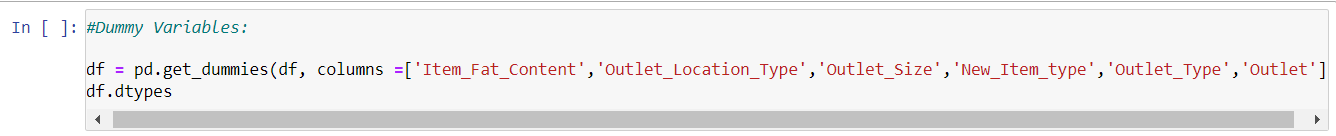 In [ ]: #Dummy Variables:
df = pd.get_dummies(df, columns =['Item_Fat_Content','Outlet_Location_Type','Outlet_Size','New_Item_type','Outlet_Type','Outlet']
df.dtypes